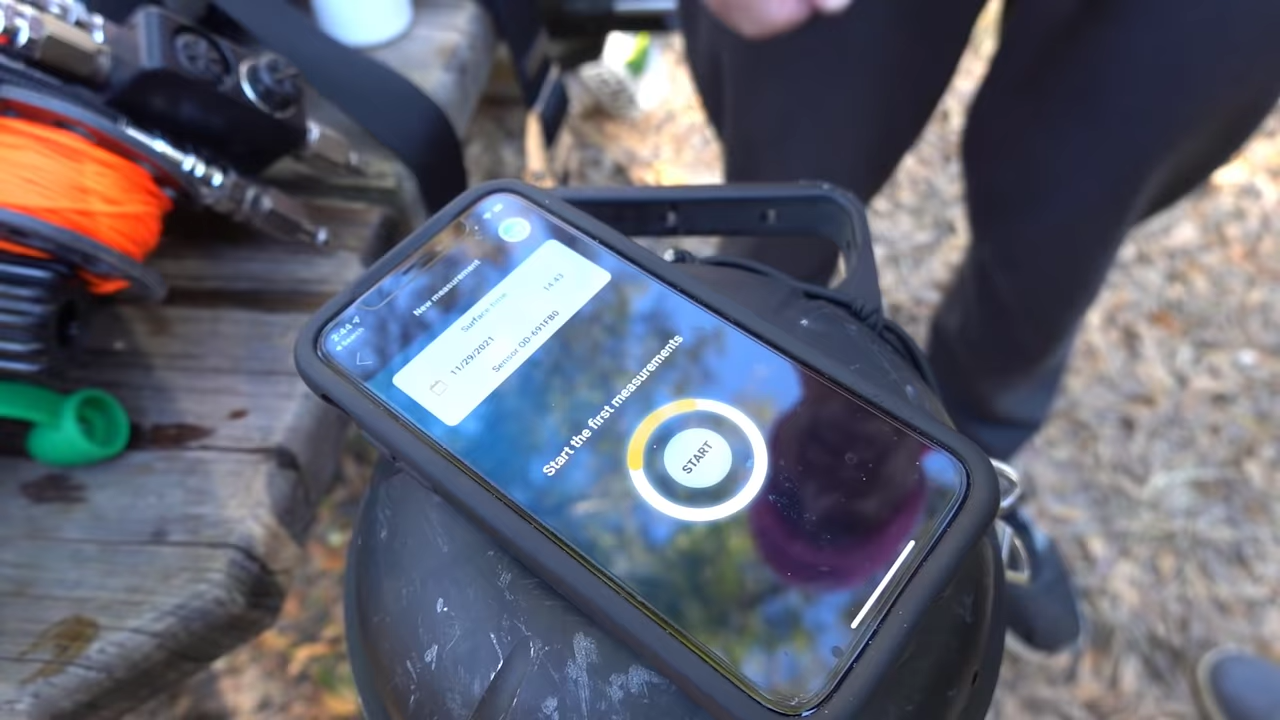 2:44
Search
New measurement
Surface time
14:43
11/29/2021
Sensor OD-691FB0
Start the first measurements
START